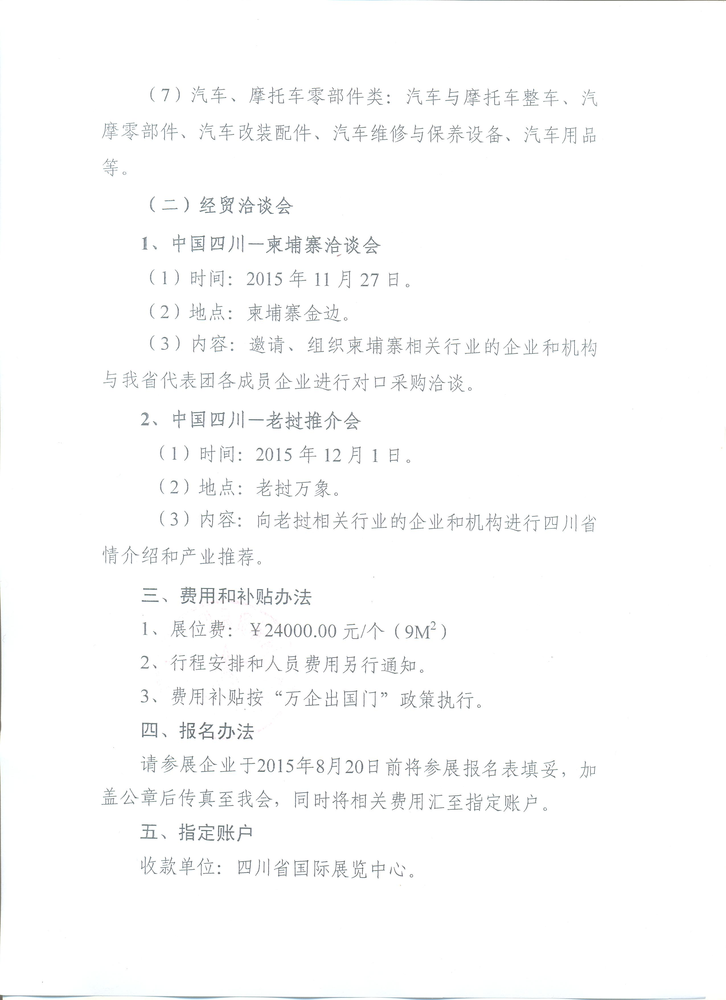 （7）汽车、摩托车零部件类：汽车与摩托车整车、汽
摩零部件、汽车改装配件、汽车维修与保养设备、汽车用品
等。
（二）经贸洽谈会
1、中国四川—柬埔寨洽谈会
（1）时间：2015 年 11 月 27 日。
（2）地点：柬埔寨金边。
（3）内容：邀请、组织柬埔寨相关行业的企业和机构
与我省代表团各成员企业进行对口采购洽谈。
2、中国四川—老挝推介会
（1）时间：2015 年 12 月 1 日。
（2）地点：老挝万象。
（3）内容：向老挝相关行业的企业和机构进行四川省
情介绍和产业推荐。
三、费用和补贴办法
1、展位费：￥24000.00 元/个（9M²）
2、行程安排和人员费用另行通知。
3、费用补贴按“万企出国门”政策执行。
四、报名办法
请参展企业于2015年8月20日前将参展报名表填妥，加
盖公章后传真至我会，同时将相关费用汇至指定账户。
五、指定账户
收款单位：四川省国际展览中心。